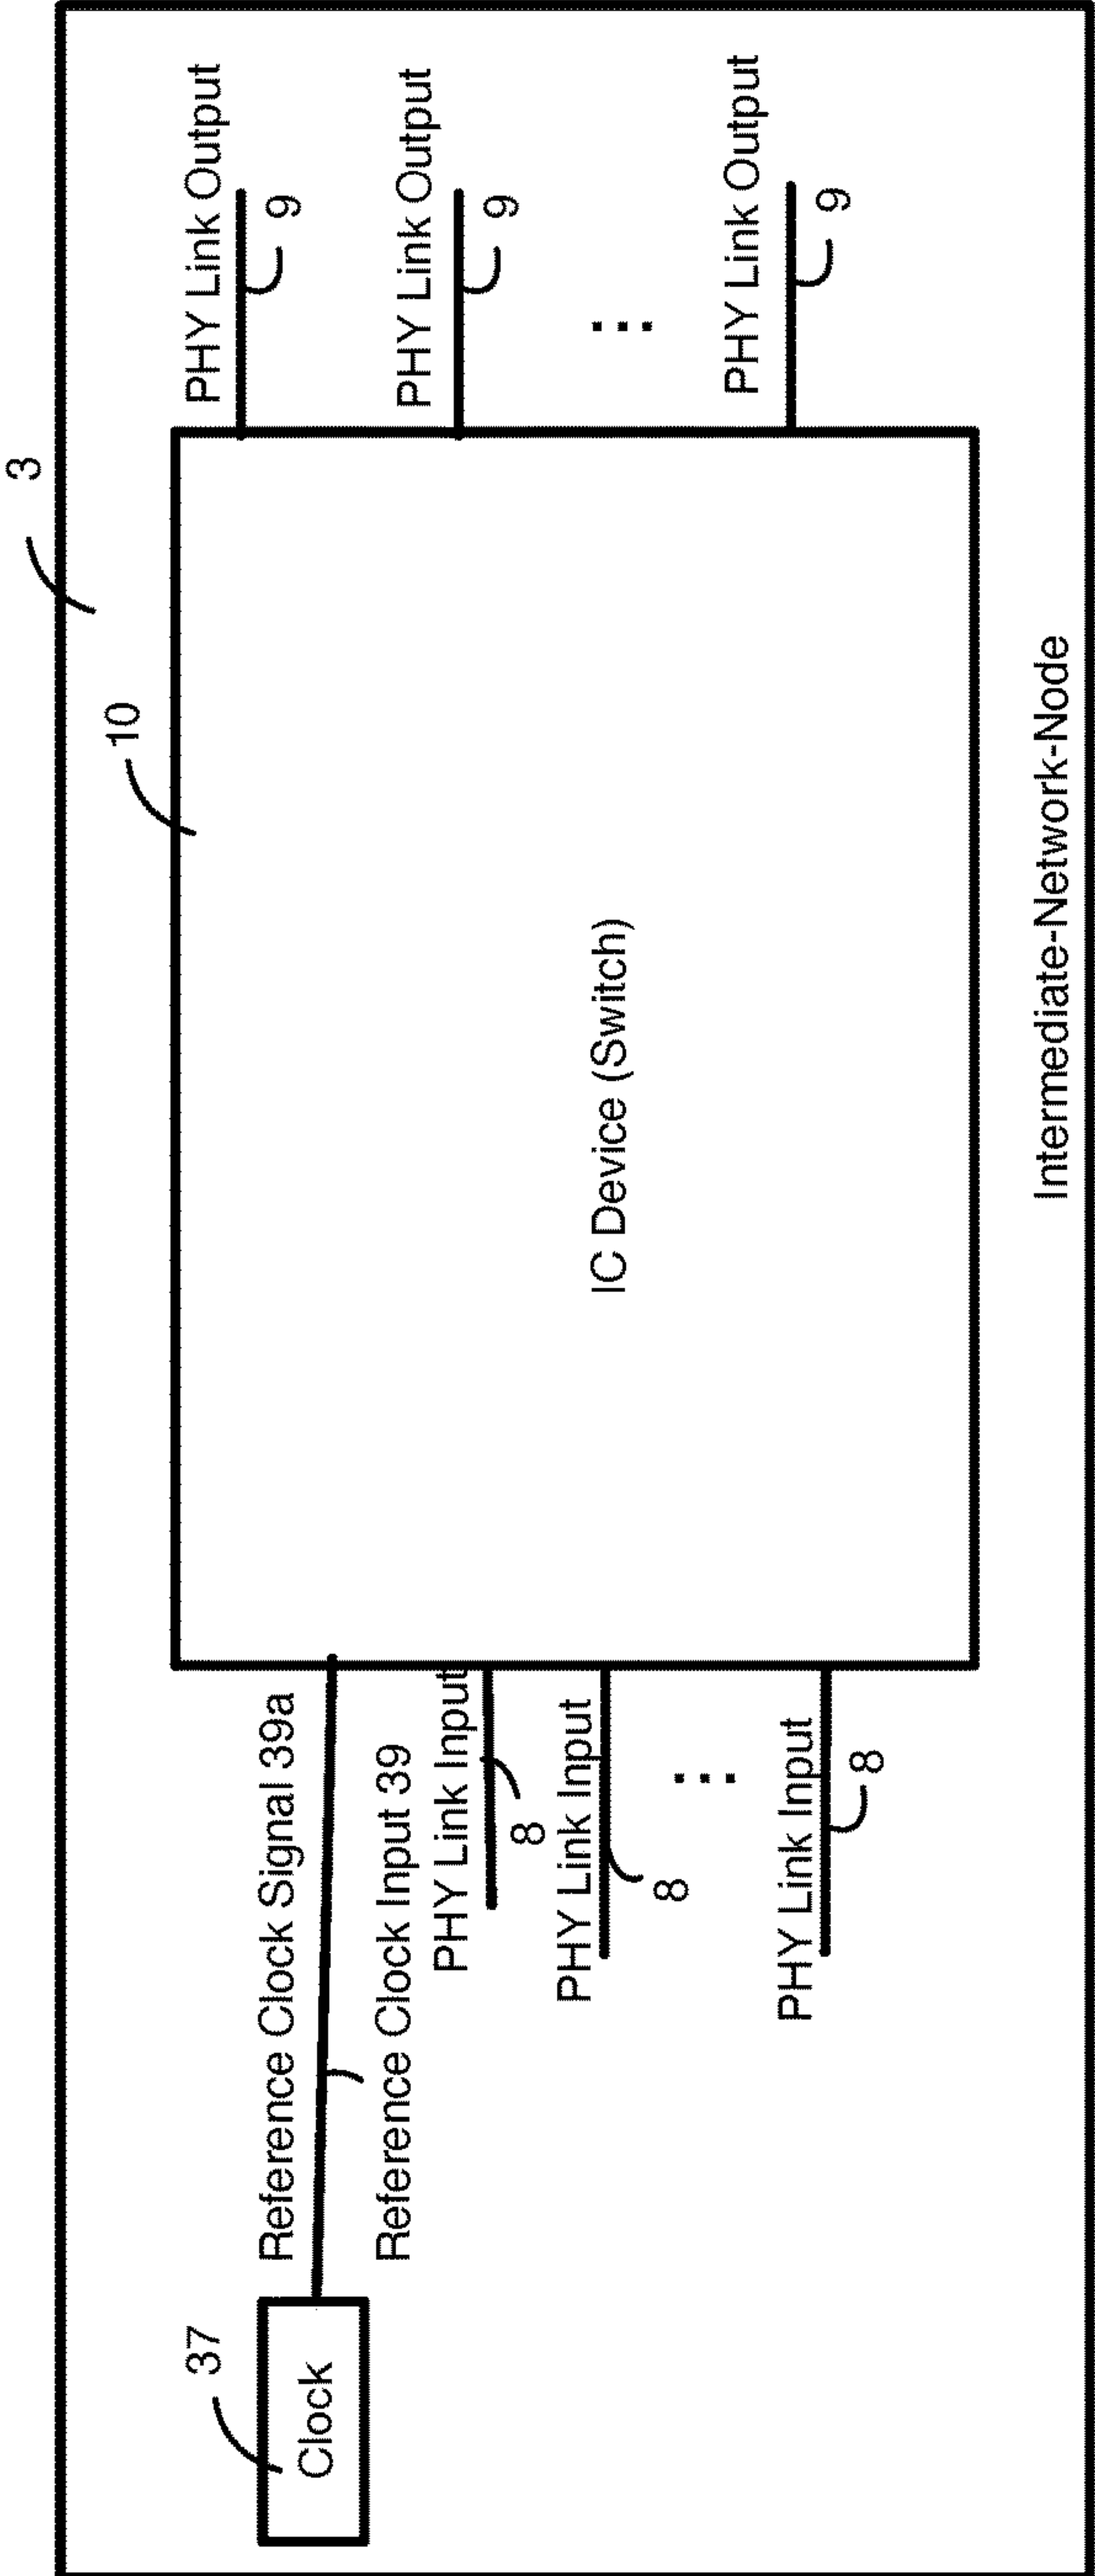 3
10
37
Clock
Reference Clock Signal 39a
Reference Clock Input 39
PHY Link Input
8
PHY Link Input
8
...
PHY Link Input
8
IC Device (Switch)
PHY Link Output
9
PHY Link Output
9
...
PHY Link Output
9
Intermediate-Network-Node